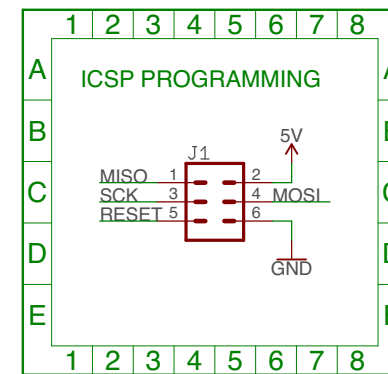 1 2 3 4 5 6 7 8
A A
ICSP PROGRAMMING
B B
5V
J1
MISO 1 2
C C
SCK 3 4 MOSI
RESET 5 6
D D
GND
E E
1 2 3 4 5 6 7 8